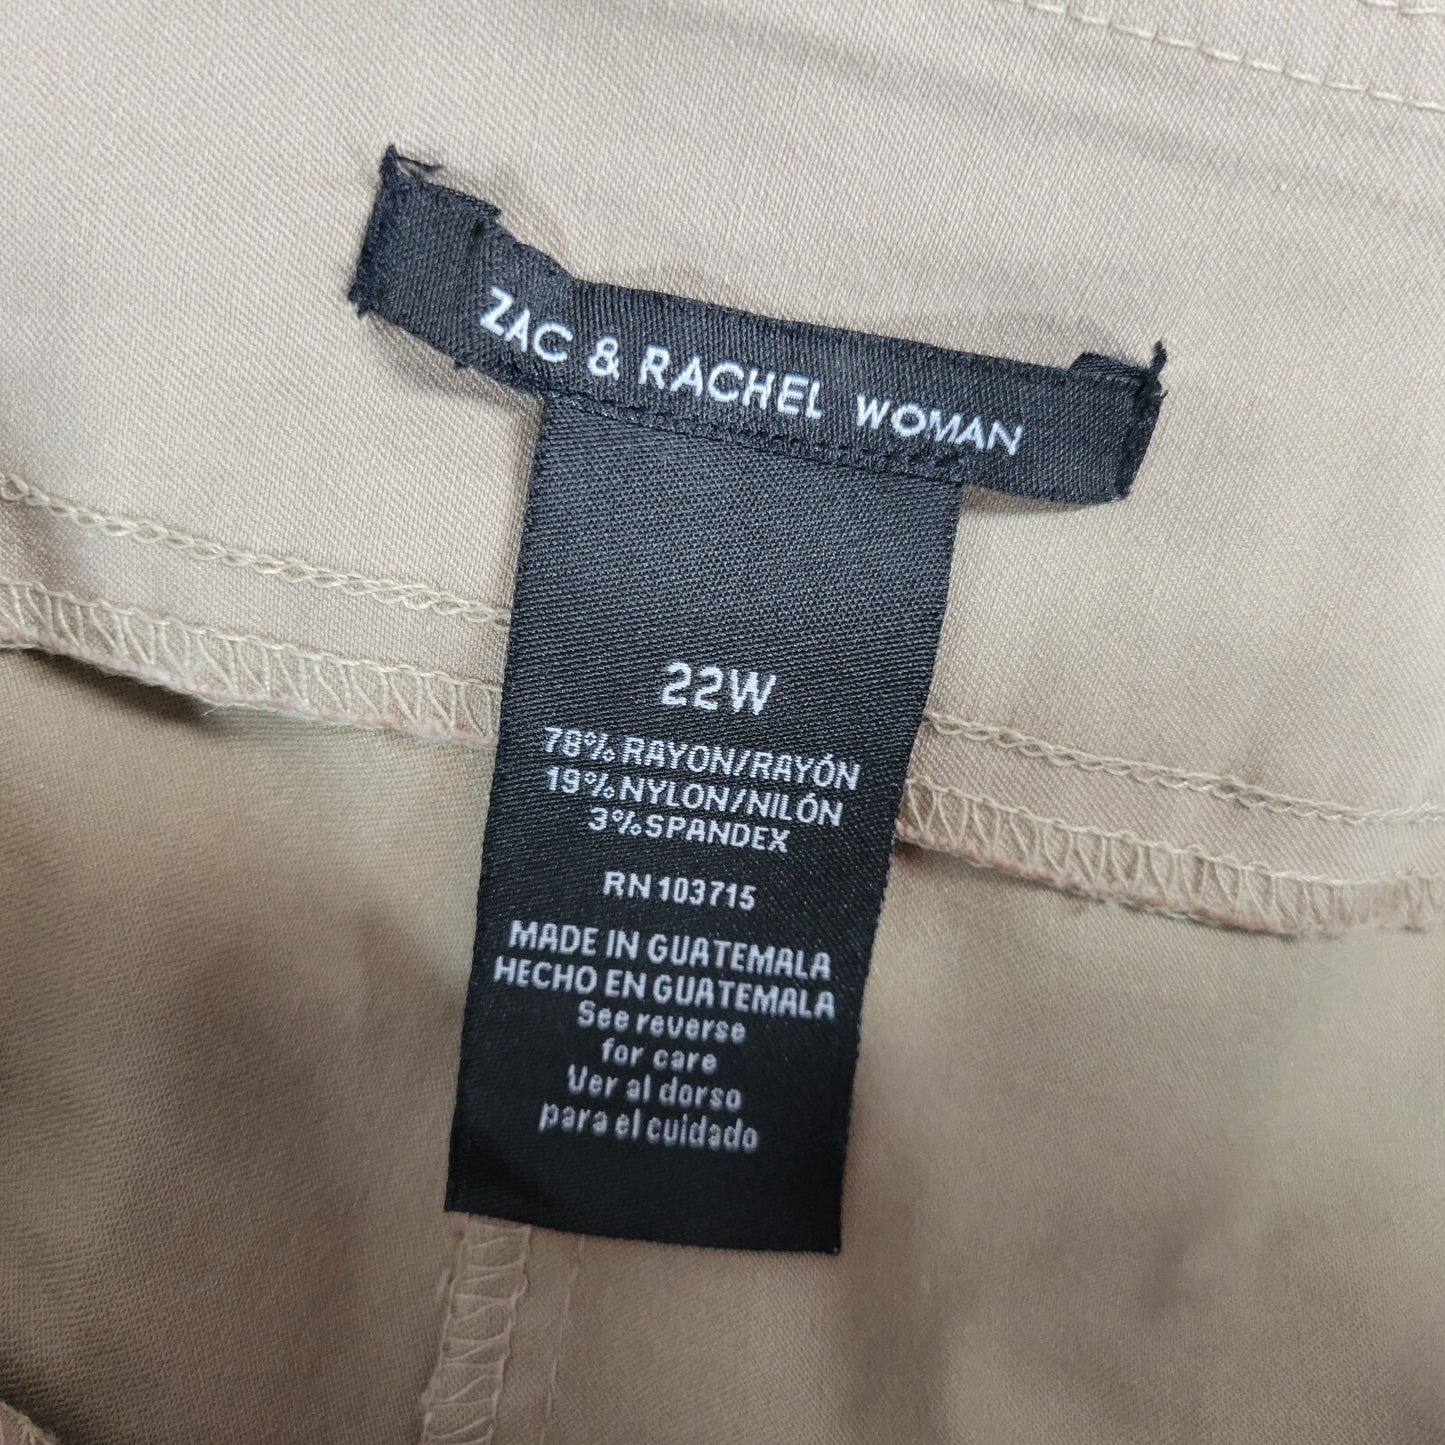 ZAC & RACHEL WOMAN
22W
78% RAYON/RAYÓN
19% NYLON/NILÓN
3% SPANDEX
RN 103715
MADE IN GUATEMALA
HECHO EN GUATEMALA
See reverse
for care
Ver al dorso
para el cuidado